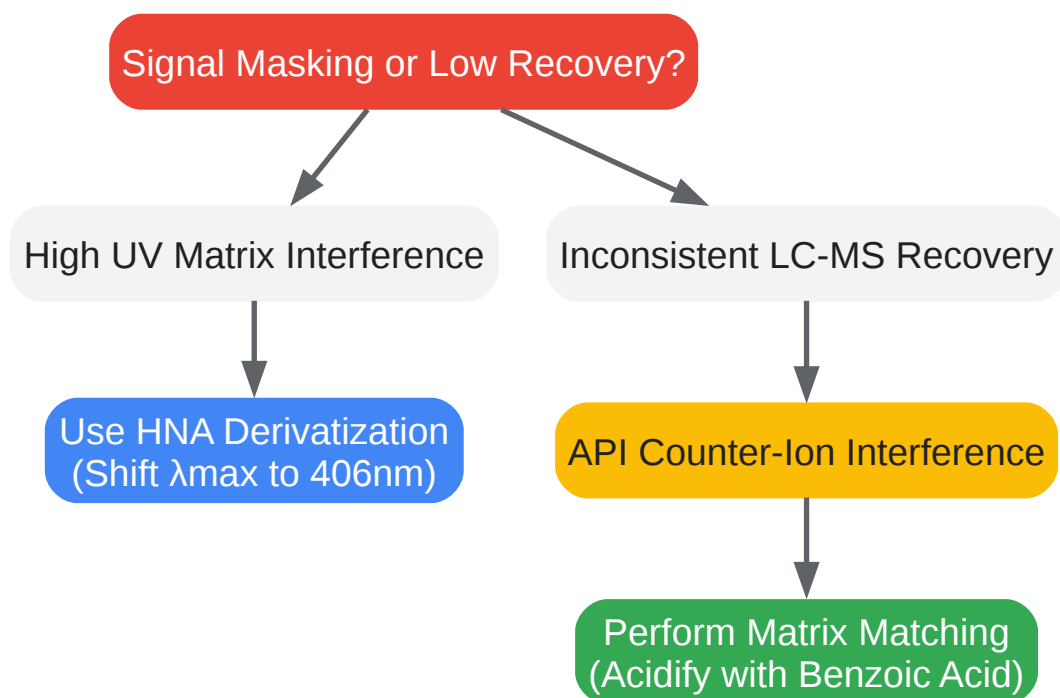 Signal Masking or Low Recovery?
High UV Matrix Interference
Inconsistent LC-MS Recovery
Use HNA Derivatization
(Shift λmax to 406nm)
API Counter-Ion Interference
Perform Matrix Matching
(Acidify with Benzoic Acid)